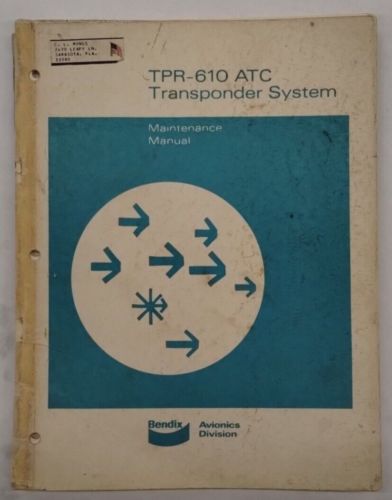 TPR-610 ATC
Transponder System
Maintenance
Manual
Bendix
Avionics
Division